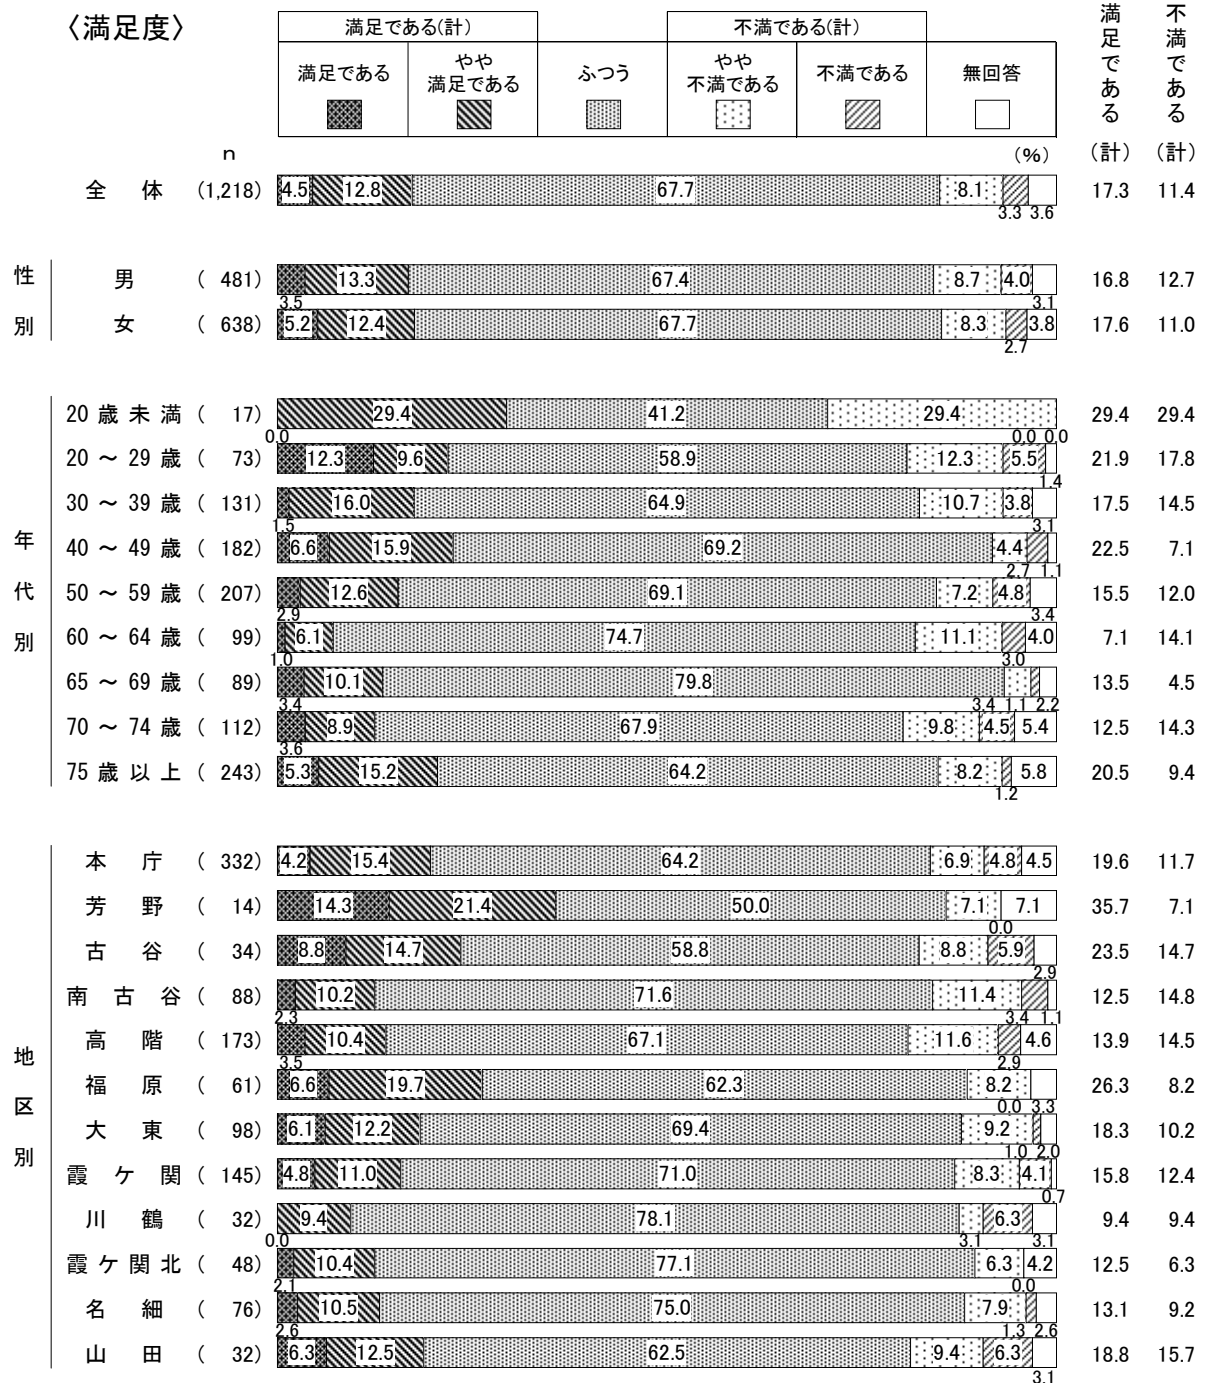 〈満足度〉
満足である(計) 不満である(計)
満足である やや満足である ふつう やや不満である 不満である 無回答
満足である(計) 不満である(計)
n (%)
全体 (1,218) 4.5 12.8 67.7 8.1 3.3 3.6 17.3 11.4
性別
男 ( 481) 3.5 13.3 67.4 8.7 4.0 3.1 16.8 12.7
女 ( 638) 5.2 12.4 67.7 8.3 2.7 3.8 17.6 11.0
年代別
20歳未満 ( 17) 0.0 29.4 41.2 29.4 0.0 0.0 29.4 29.4
20～29歳 ( 73) 12.3 9.6 58.9 12.3 5.5 1.4 21.9 17.8
30～39歳 ( 131) 1.5 16.0 64.9 10.7 3.8 3.1 17.5 14.5
40～49歳 ( 182) 6.6 15.9 69.2 4.4 2.7 1.1 22.5 7.1
50～59歳 ( 207) 2.9 12.6 69.1 7.2 4.8 3.4 15.5 12.0
60～64歳 ( 99) 1.0 6.1 74.7 11.1 3.0 4.0 7.1 14.1
65～69歳 ( 89) 3.4 10.1 79.8 3.4 1.1 2.2 13.5 4.5
70～74歳 ( 112) 3.6 8.9 67.9 9.8 4.5 5.4 12.5 14.3
75歳以上 ( 243) 5.3 15.2 64.2 8.2 1.2 5.8 20.5 9.4
地区別
本庁 ( 332) 4.2 15.4 64.2 6.9 4.8 4.5 19.6 11.7
芳野 ( 14) 14.3 21.4 50.0 7.1 0.0 7.1 35.7 7.1
古谷 ( 34) 8.8 14.7 58.8 8.8 5.9 2.9 23.5 14.7
南古谷 ( 88) 2.3 10.2 71.6 11.4 3.4 1.1 12.5 14.8
高階 ( 173) 3.5 10.4 67.1 11.6 2.9 4.6 13.9 14.5
福原 ( 61) 6.6 19.7 62.3 8.2 0.0 3.3 26.3 8.2
大東 ( 98) 6.1 12.2 69.4 9.2 1.0 2.0 18.3 10.2
霞ケ関 ( 145) 4.8 11.0 71.0 8.3 4.1 0.7 15.8 12.4
川鶴 ( 32) 0.0 9.4 78.1 3.1 6.3 3.1 9.4 9.4
霞ケ関北 ( 48) 2.1 10.4 77.1 6.3 0.0 4.2 12.5 6.3
名細 ( 76) 2.6 10.5 75.0 7.9 1.3 2.6 13.1 9.2
山田 ( 32) 6.3 12.5 62.5 9.4 6.3 3.1 18.8 15.7